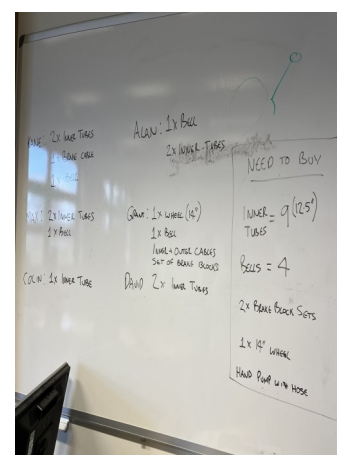 2x INNER TUBES
1x BRAKE CABLE
1x BELL
2x INNER TUBES
1x BELL
COLIN: 1x INNER TUBE
ALAN: 1x BELL
2x INNER-TUBES
GRANT: 1x WHEEL (14")
1x BELL
INNER + OUTER CABLES
SET OF BRAKE BLOCKS
DAVID 2x INNER TUBES
NEED TO BUY
INNER TUBES = 9 (12.5")
BELLS = 4
2x BRAKE BLOCK SETS
1x 14" WHEEL
HAND PUMP WITH HOSE